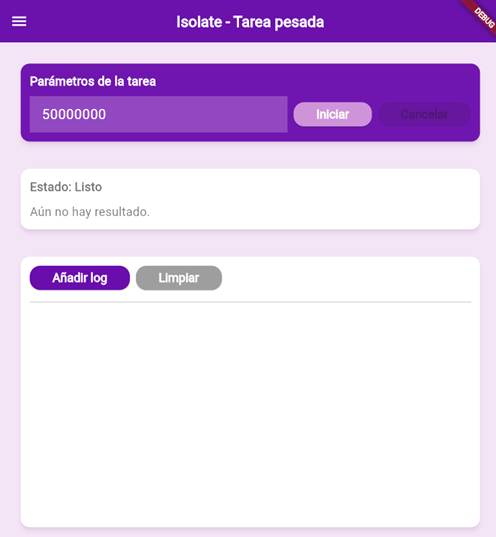 Isolate - Tarea pesada
DEBUG
Parámetros de la tarea
50000000
Iniciar
Cancelar
Estado: Listo
Aún no hay resultado.
Añadir log
Limpiar